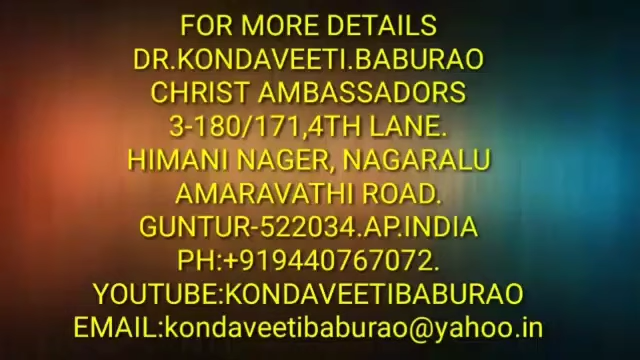 FOR MORE DETAILS
DR.KONDAVEETI.BABURAO
CHRIST AMBASSADORS
3-180/171,4TH LANE.
HIMANI NAGER, NAGARALU
AMARAVATHI ROAD.
GUNTUR-522034.AP.INDIA
PH:+919440767072.
YOUTUBE:KONDAVEETIBABURAO
EMAIL:kondaveetibaburao@yahoo.in